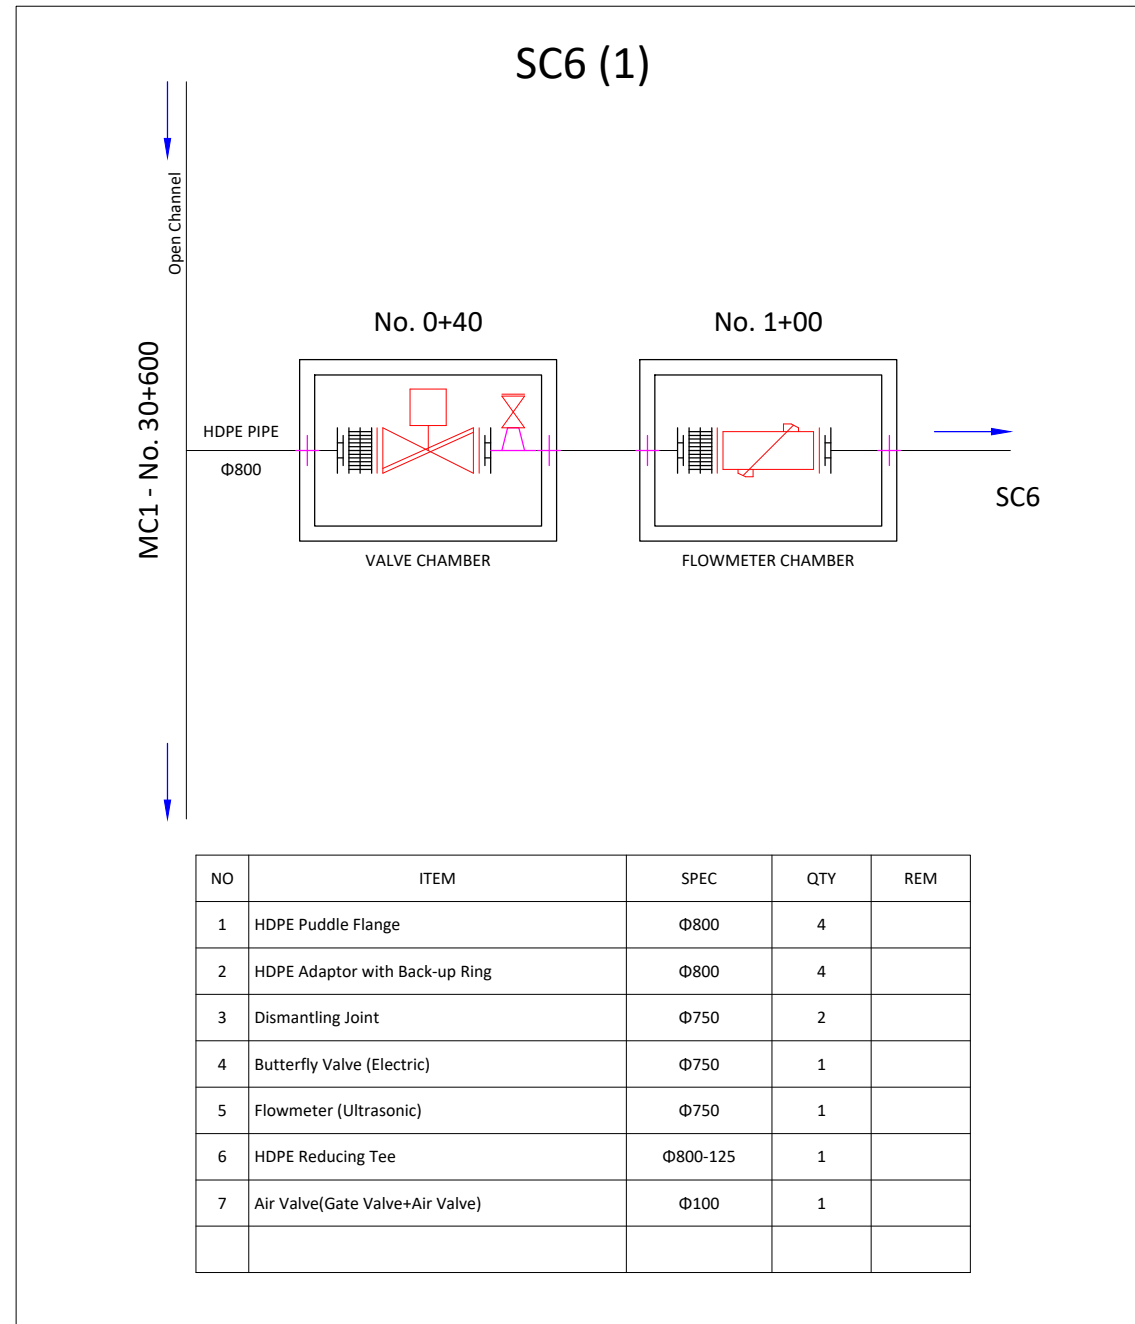 SC6 (1)
Open Channel
MC1 - No. 30+600
No. 0+40
No. 1+00
HDPE PIPE
Φ800
SC6
VALVE CHAMBER
FLOWMETER CHAMBER
NO ITEM SPEC QTY REM
1 HDPE Puddle Flange Φ800 4
2 HDPE Adaptor with Back-up Ring Φ800 4
3 Dismantling Joint Φ750 2
4 Butterfly Valve (Electric) Φ750 1
5 Flowmeter (Ultrasonic) Φ750 1
6 HDPE Reducing Tee Φ800-125 1
7 Air Valve(Gate Valve+Air Valve) Φ100 1